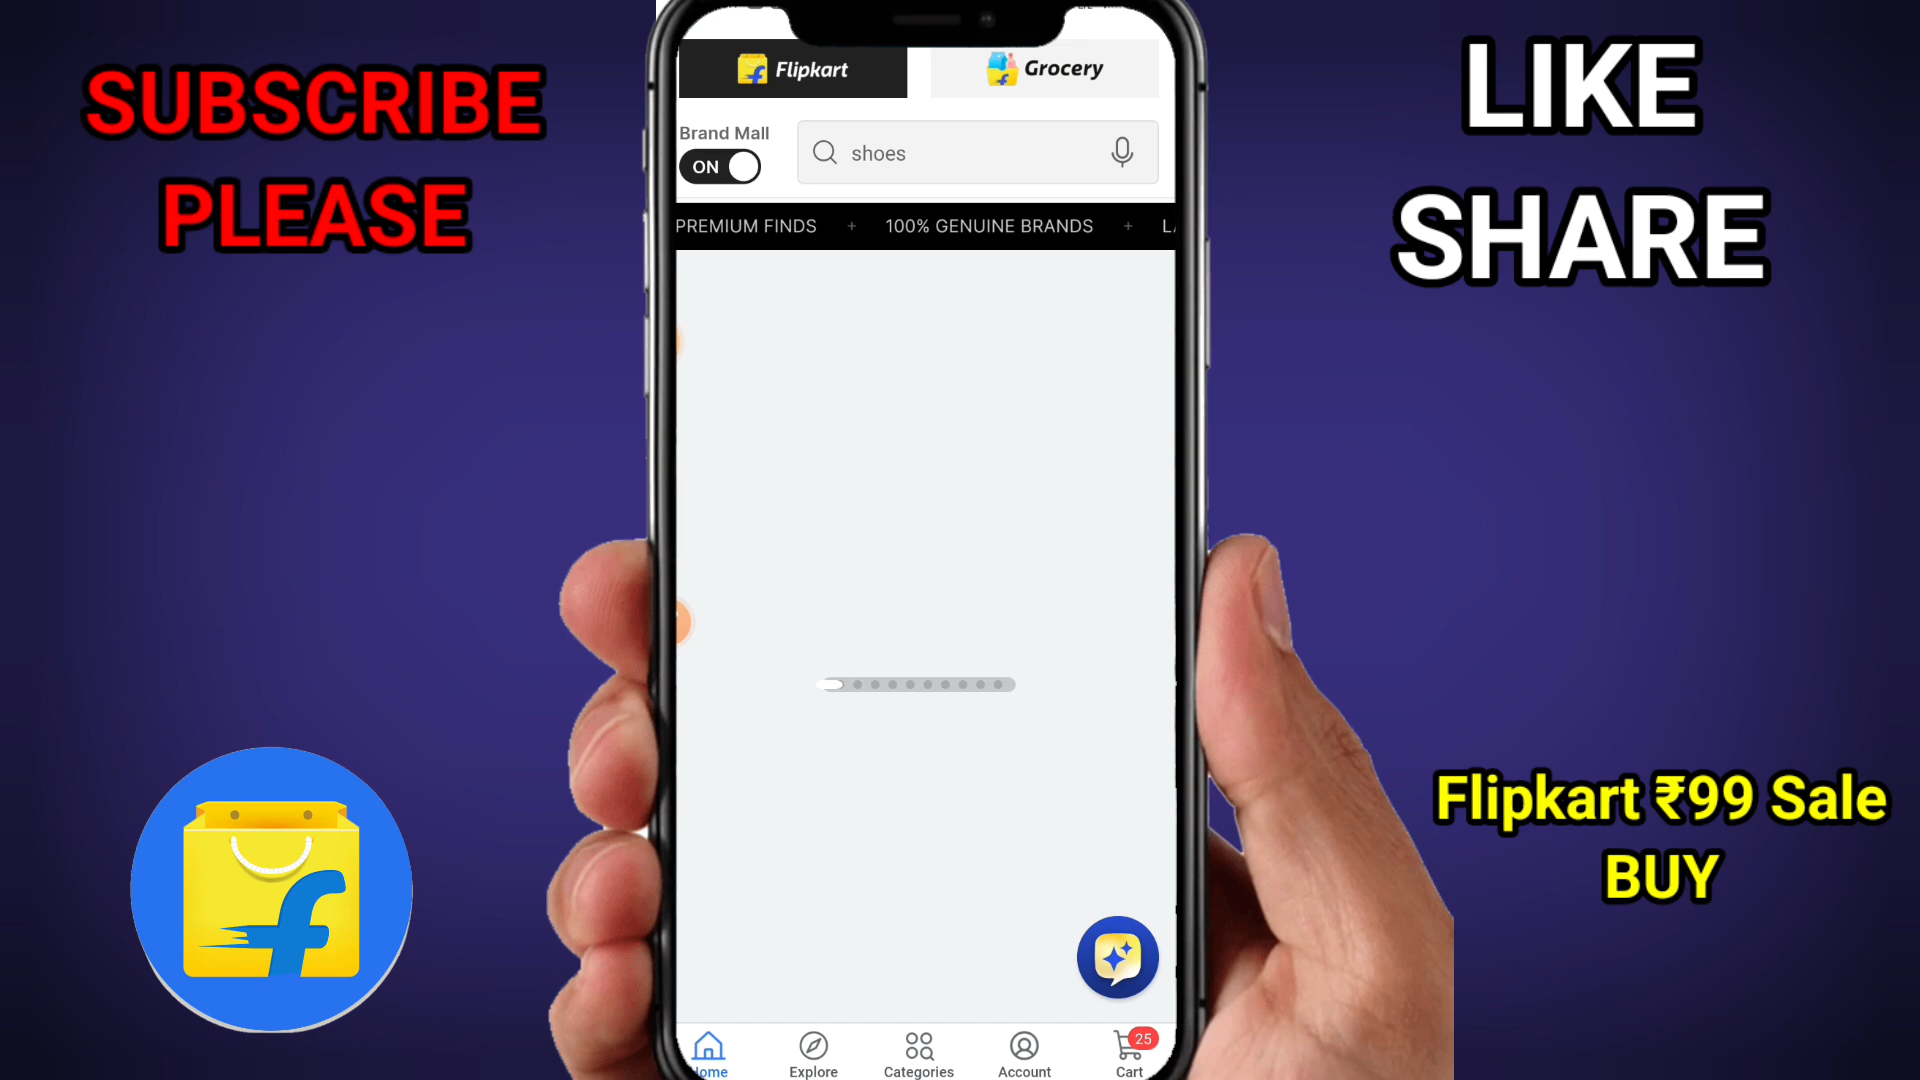 SUBSCRIBE
PLEASE
LIKE
SHARE
Flipkart
Grocery
Brand Mall
ON
shoes
PREMIUM FINDS + 100% GENUINE BRANDS +
Flipkart ₹99 Sale
BUY
25
Home Explore Categories Account Cart